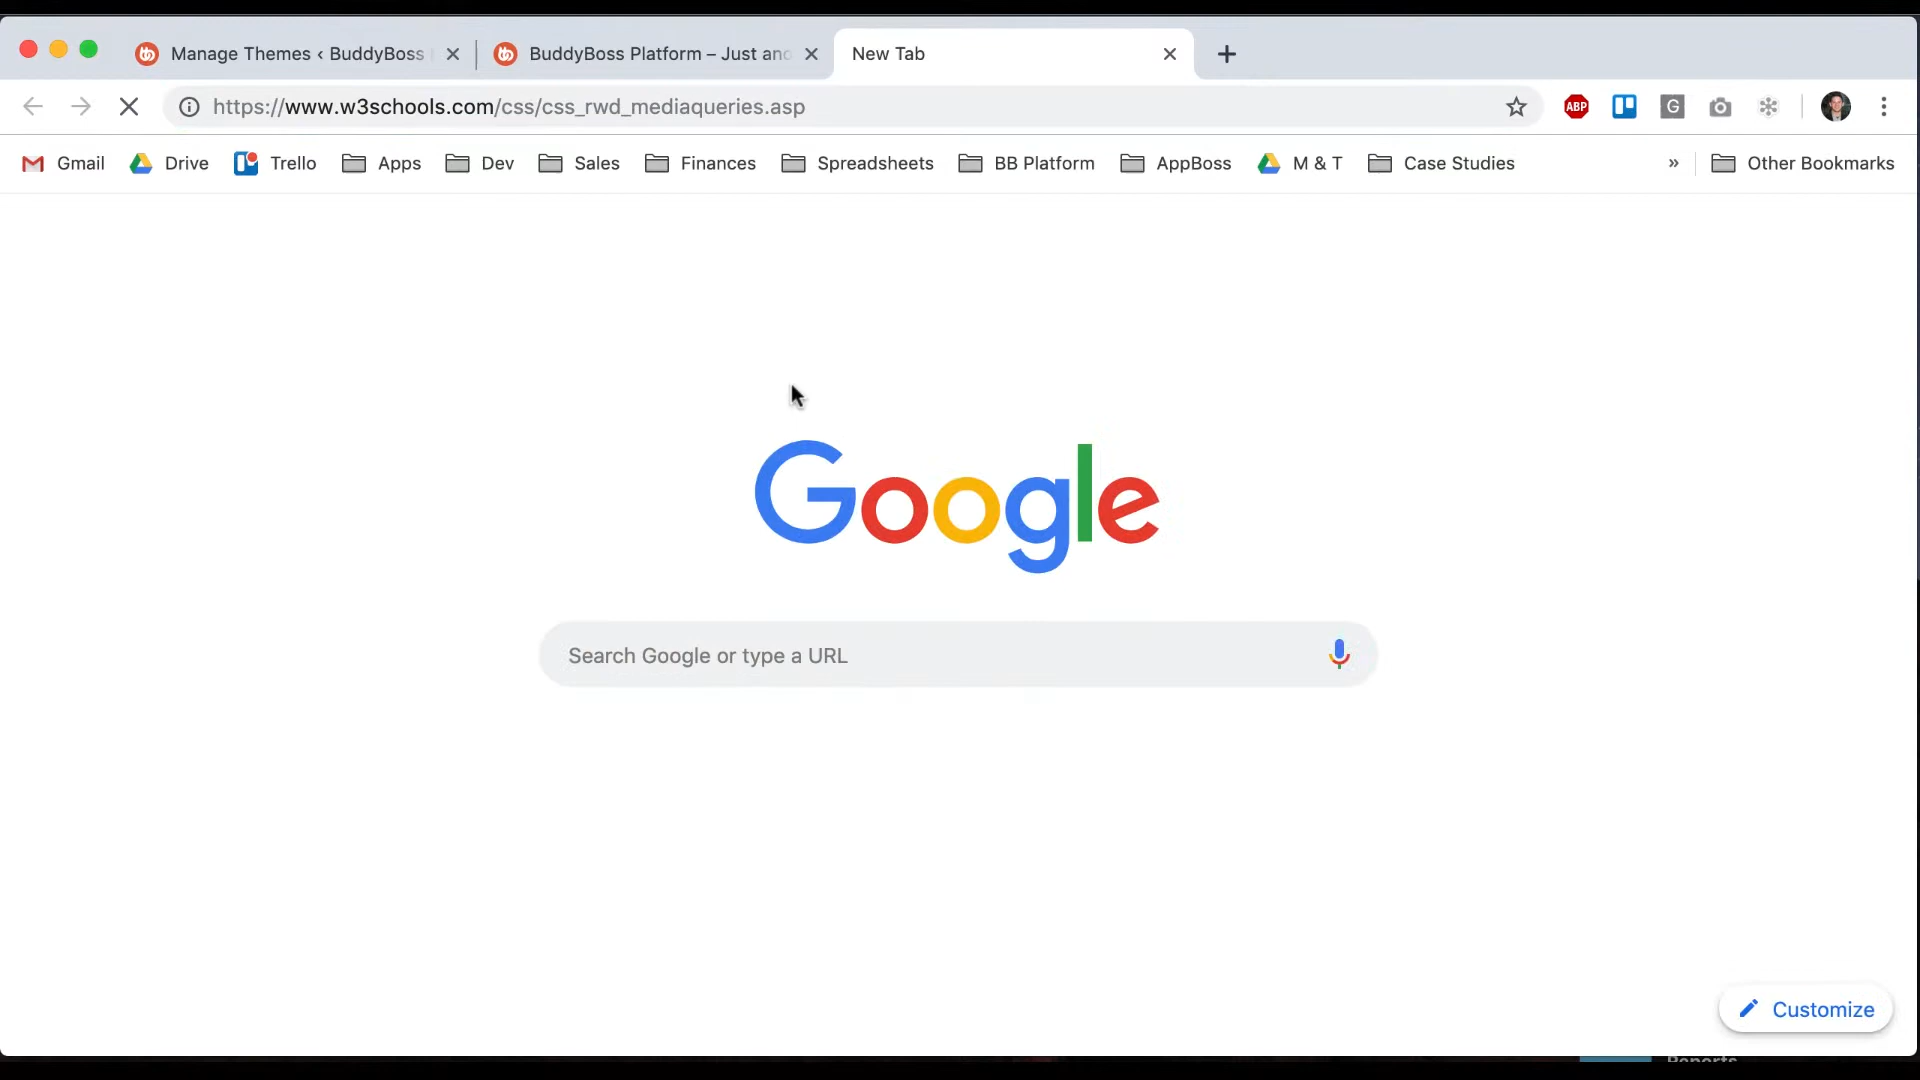 Manage Themes ‹ BuddyBoss
BuddyBoss Platform – Just and
New Tab
https://www.w3schools.com/css/css_rwd_mediaqueries.asp
ABP
G
Gmail
Drive
Trello
Apps
Dev
Sales
Finances
Spreadsheets
BB Platform
AppBoss
M & T
Case Studies
»
Other Bookmarks
Google
Search Google or type a URL
Customize
Reports